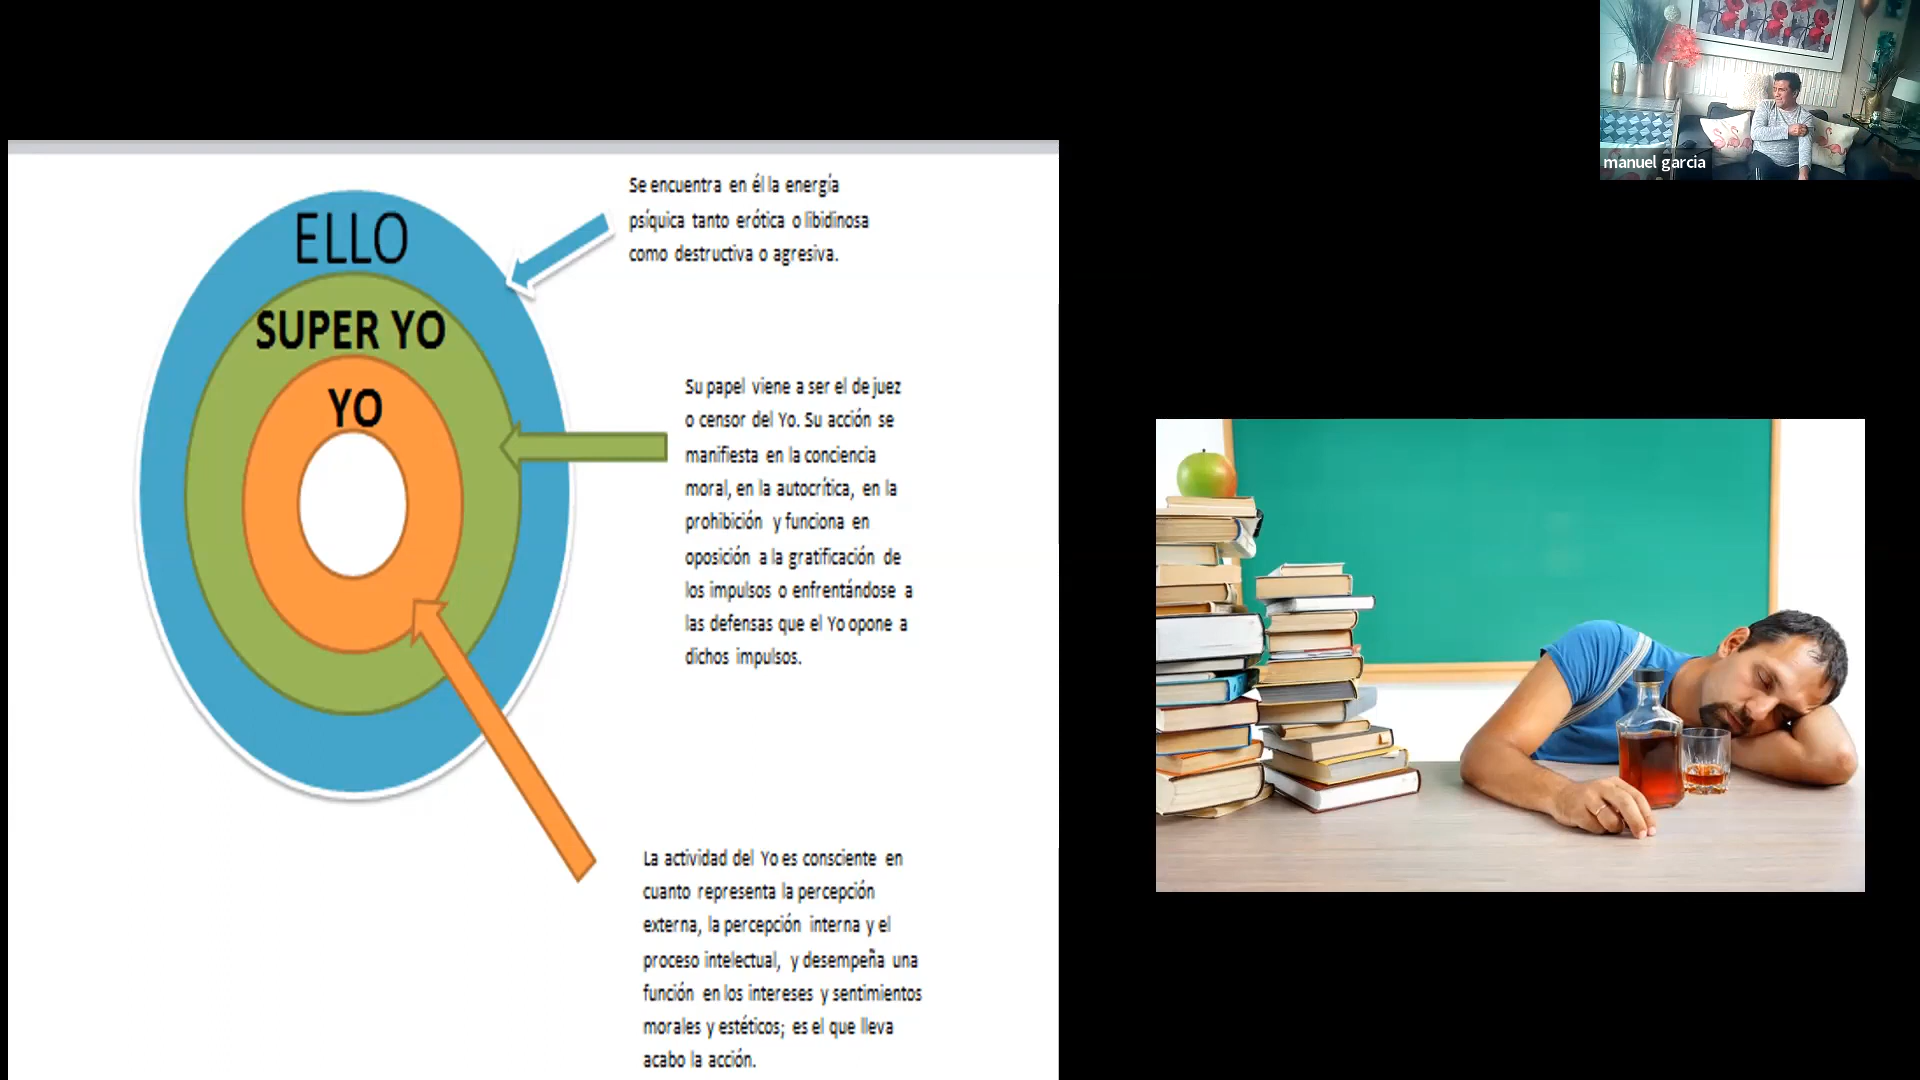 manuel garcia
ELLO
SUPER YO
YO
Se encuentra en él la energía
psíquica tanto erótica o libidinosa
como destructiva o agresiva.
Su papel viene a ser el de juez
o censor del Yo. Su acción se
manifiesta en la conciencia
moral, en la autocrítica, en la
prohibición y funciona en
oposición a la gratificación de
los impulsos o enfrentándose a
las defensas que el Yo opone a
dichos impulsos.
La actividad del Yo es consciente en
cuanto representa la percepción
externa, la percepción interna y el
proceso intelectual, y desempeña una
función en los intereses y sentimientos
morales y estéticos; es el que lleva
acabo la acción.